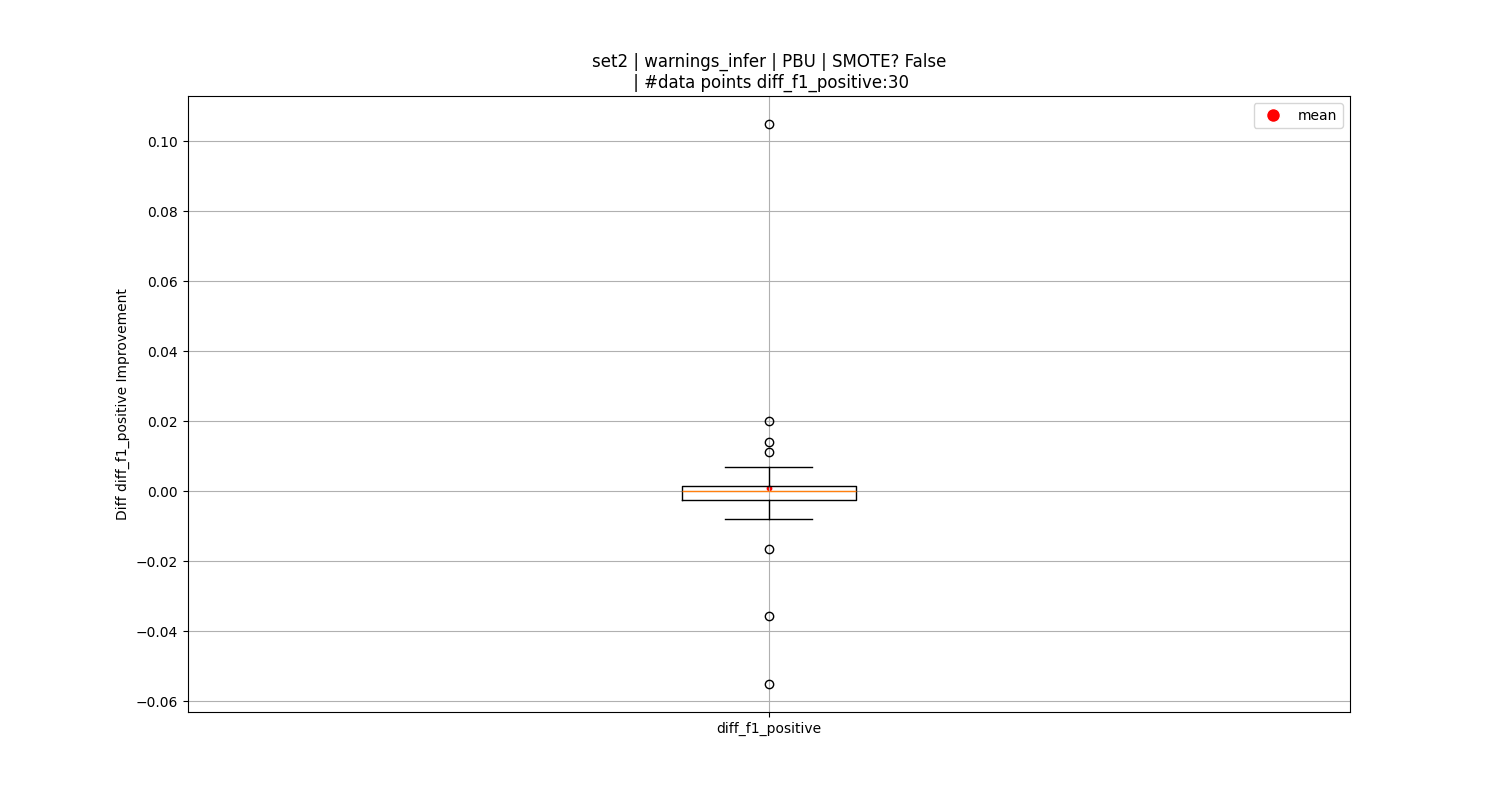 set2 | warnings_infer | PBU | SMOTE? False
| #data points diff_f1_positive:30
mean
Diff diff_f1_positive Improvement
0.10
0.08
0.06
0.04
0.02
0.00
−0.02
−0.04
−0.06
diff_f1_positive